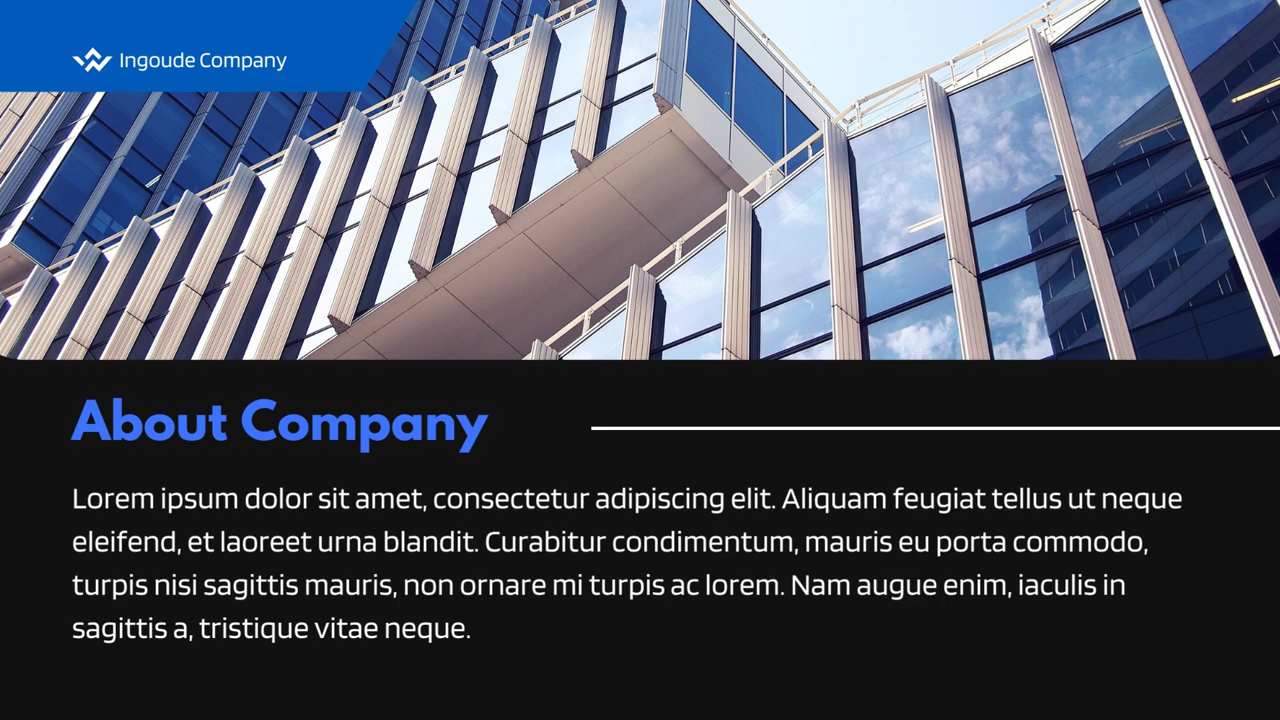 Ingoude Company
About Company
Lorem ipsum dolor sit amet, consectetur adipiscing elit. Aliquam feugiat tellus ut neque
eleifend, et laoreet urna blandit. Curabitur condimentum, mauris eu porta commodo,
turpis nisi sagittis mauris, non ornare mi turpis ac lorem. Nam augue enim, iaculis in
sagittis a, tristique vitae neque.